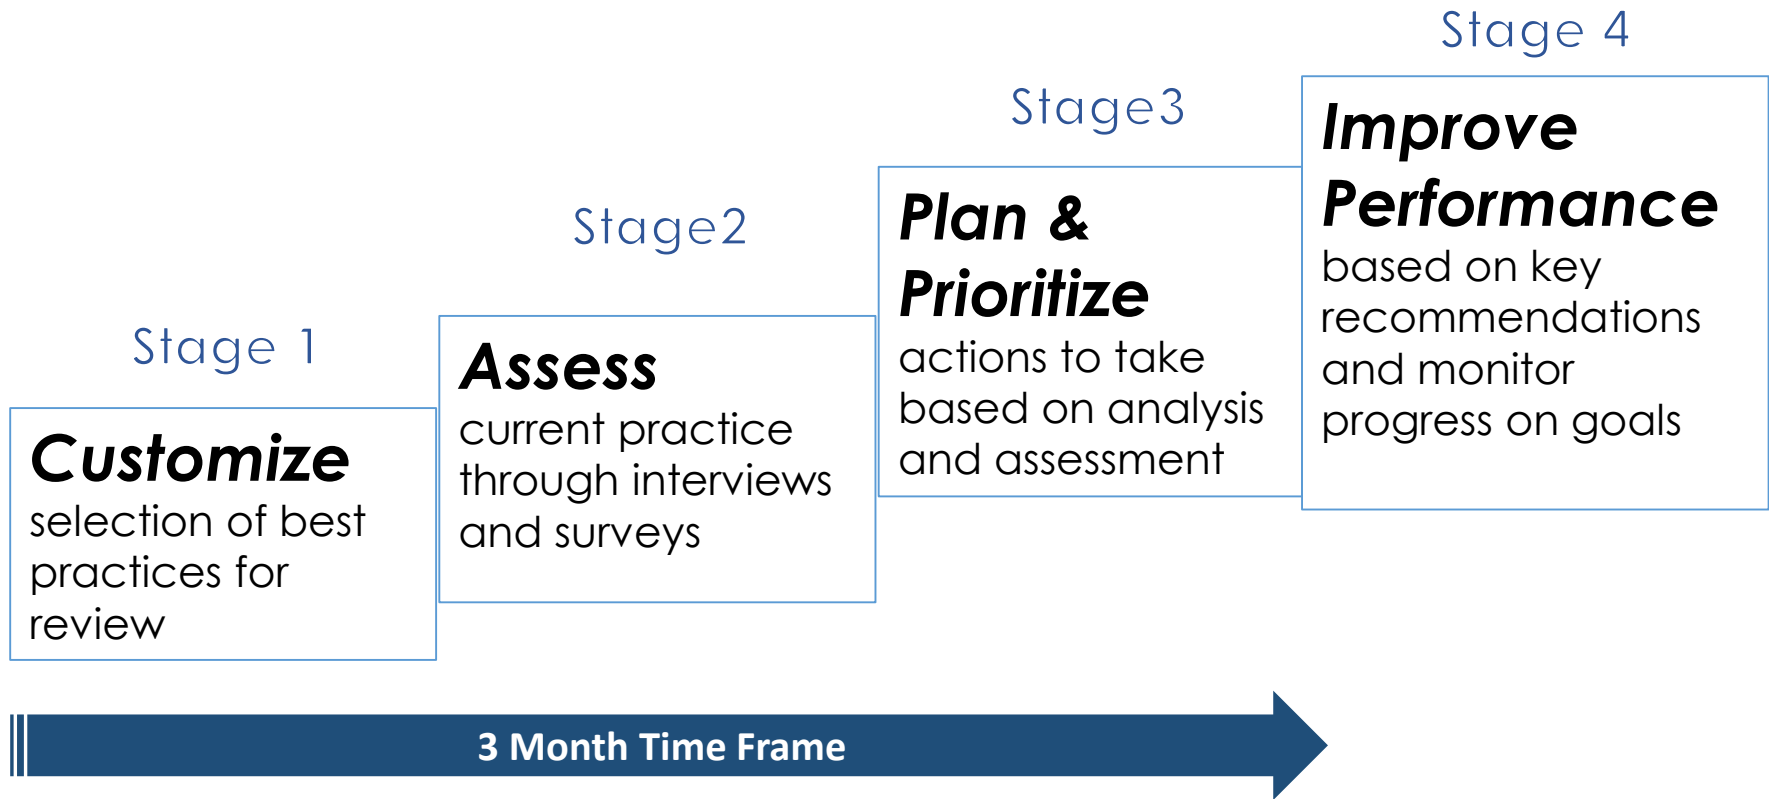 Stage 1
Customize
selection of best
practices for
review
Stage2
Assess
current practice
through interviews
and surveys
Stage3
Plan &
Prioritize
actions to take
based on analysis
and assessment
Stage 4
Improve
Performance
based on key
recommendations
and monitor
progress on goals
3 Month Time Frame